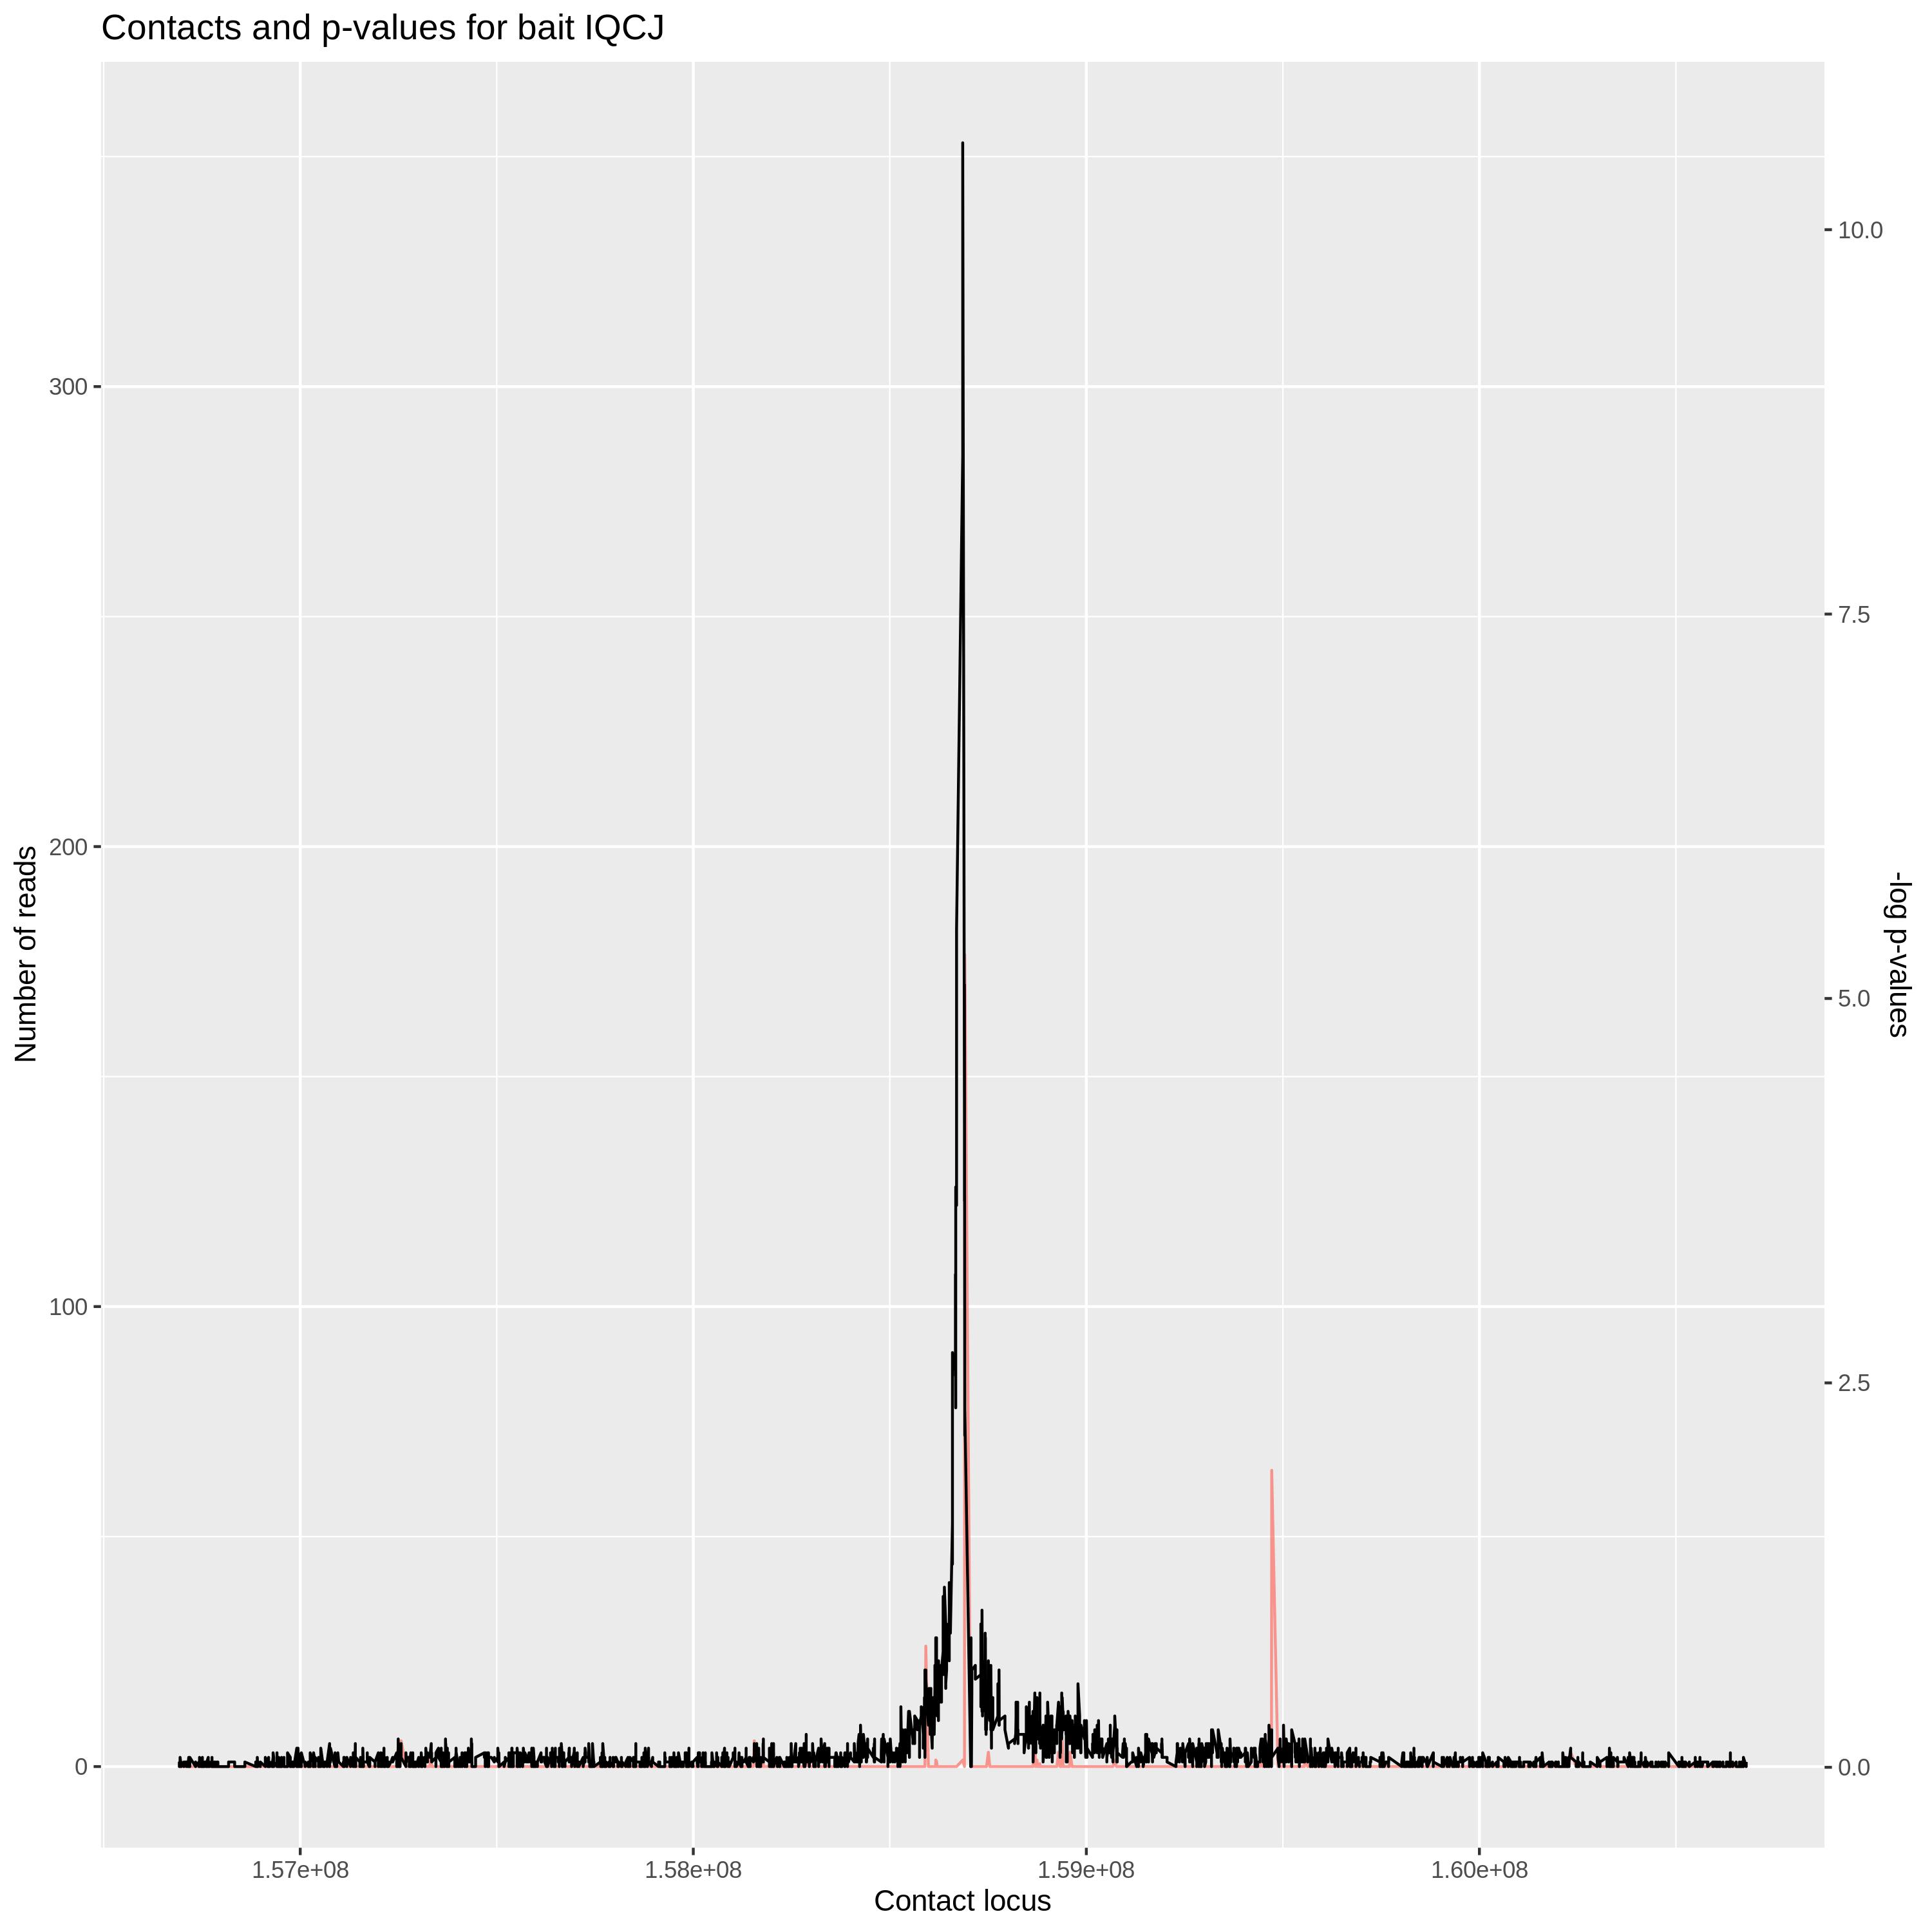 Contacts and p-values for bait IQCJ
Number of reads
300
200
100
0
10.0
7.5
5.0
2.5
0.0
-log p-values
1.57e+08
1.58e+08
1.59e+08
1.60e+08
Contact locus